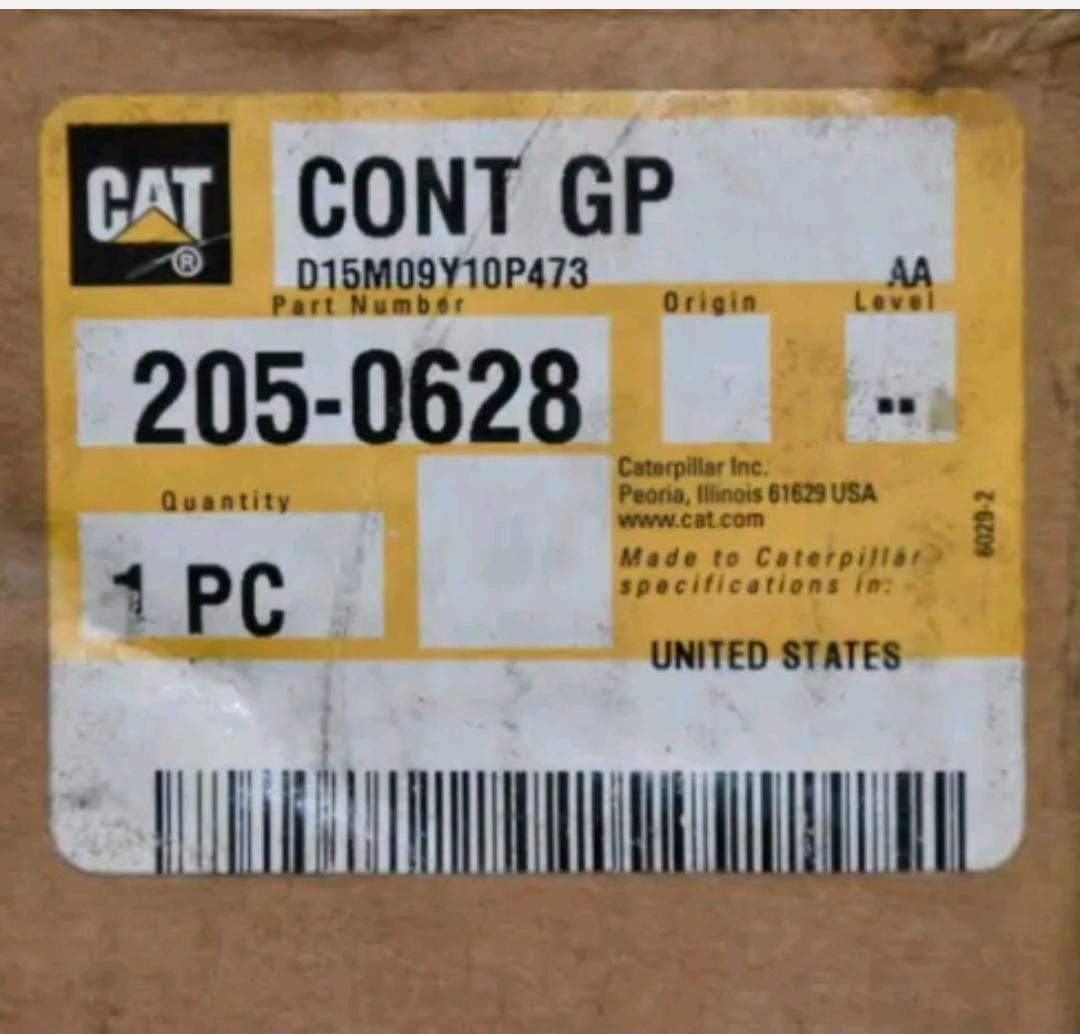 CAT
®
CONT GP
D15M09Y10P473
AA
Part Number
Origin
Level
205-0628
--
Quantity
1 PC
Caterpillar Inc.
Peoria, Illinois 61629 USA
www.cat.com
Made to Caterpillar
specifications in:
UNITED STATES
6029-2